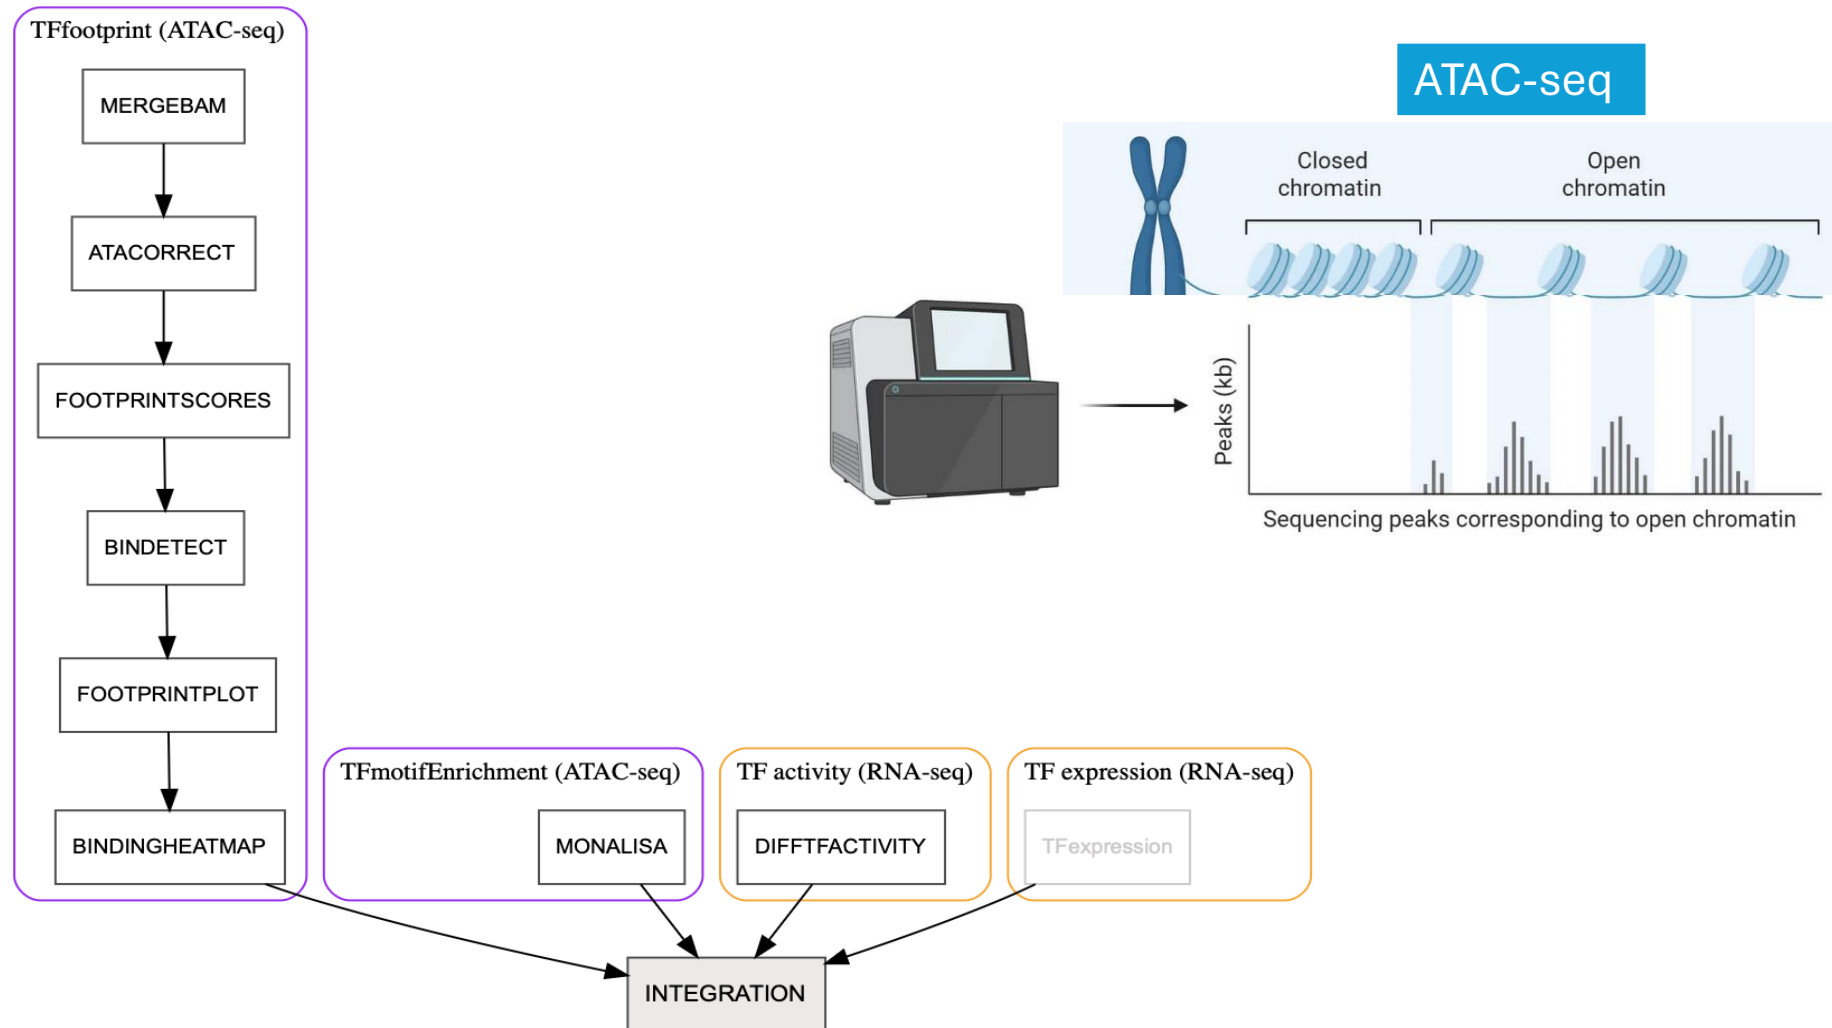 TFfootprint (ATAC-seq)
MERGEBAM
ATACORRECT
FOOTPRINTSCORES
BINDETECT
FOOTPRINTPLOT
BINDINGHEATMAP
TFmotifEnrichment (ATAC-seq)
MONALISA
TF activity (RNA-seq)
DIFFTFACTIVITY
TF expression (RNA-seq)
TFexpression
INTEGRATION
ATAC-seq
Closed
chromatin
Open
chromatin
Peaks (kb)
Sequencing peaks corresponding to open chromatin